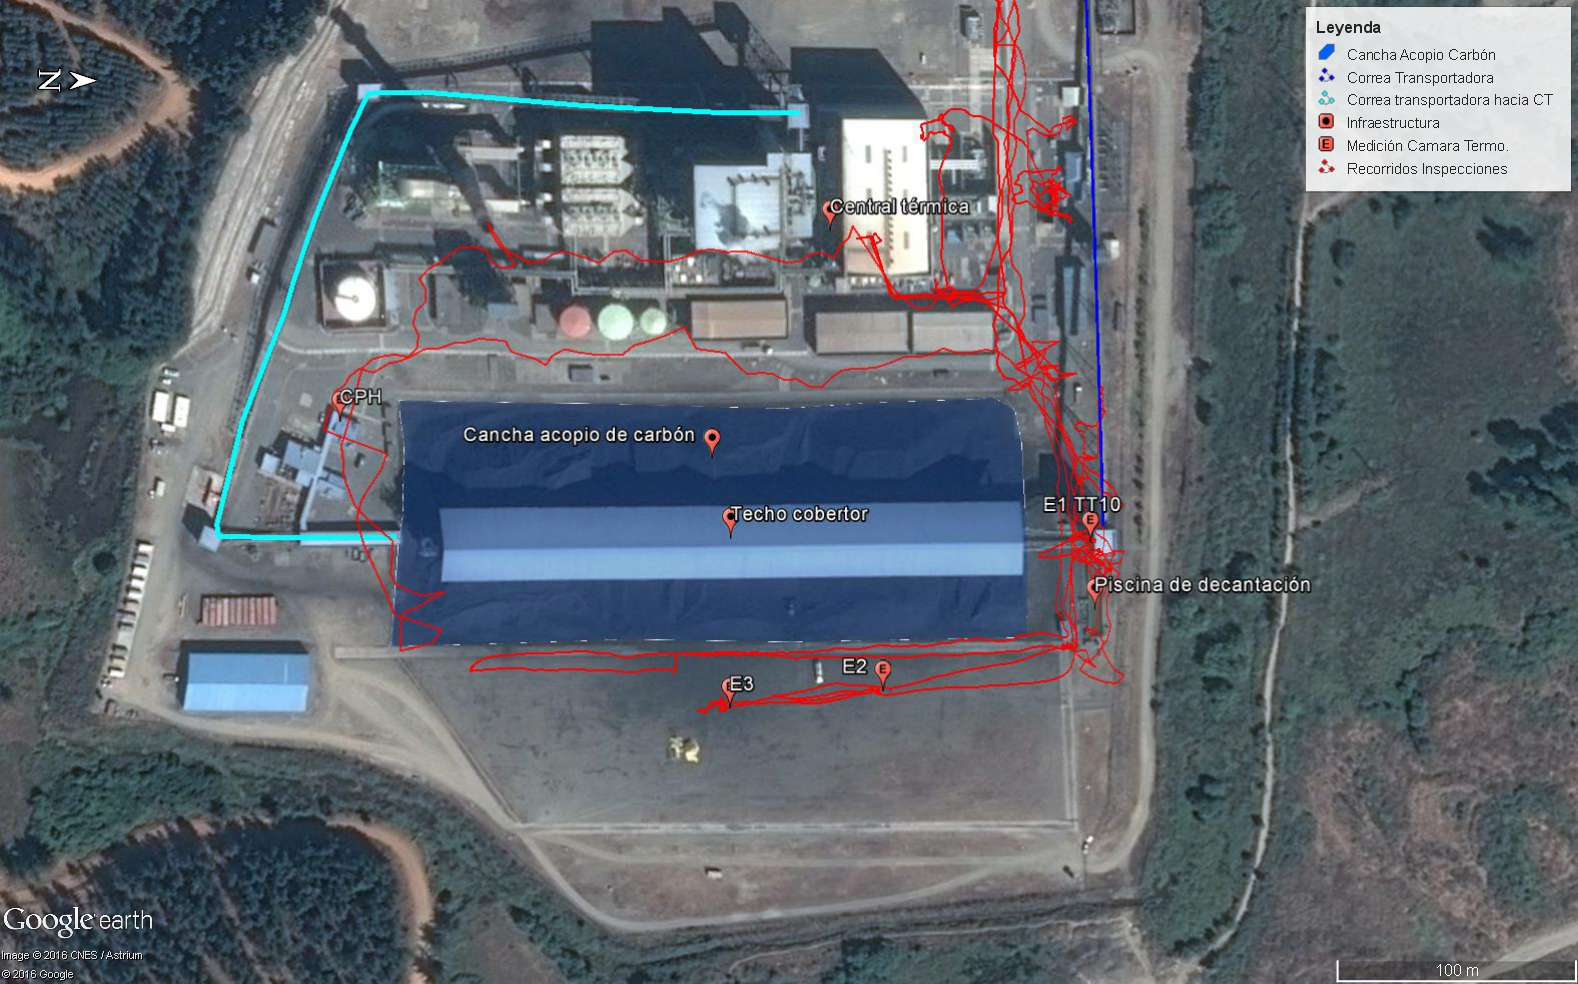 Leyenda
Cancha Acopio Carbón
Correa Transportadora
Correa transportadora hacia CT
Infraestructura
E Medición Camara Termo.
Recorridos Inspecciones
N
Central térmica
CPH
Cancha acopio de carbón
Techo cobertor
E1 TT10
E
Piscina de decantación
E2 E
E3
Google earth
Image © 2016 CNES / Astrium
© 2016 Google
100 m